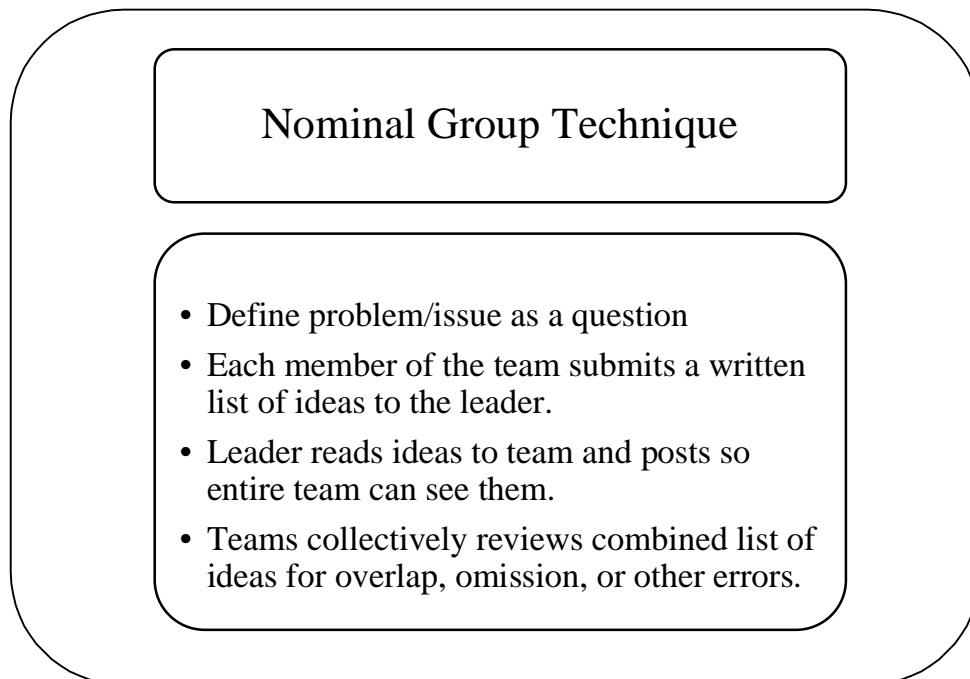 Nominal Group Technique
• Define problem/issue as a question
• Each member of the team submits a written
list of ideas to the leader.
• Leader reads ideas to team and posts so
entire team can see them.
• Teams collectively reviews combined list of
ideas for overlap, omission, or other errors.